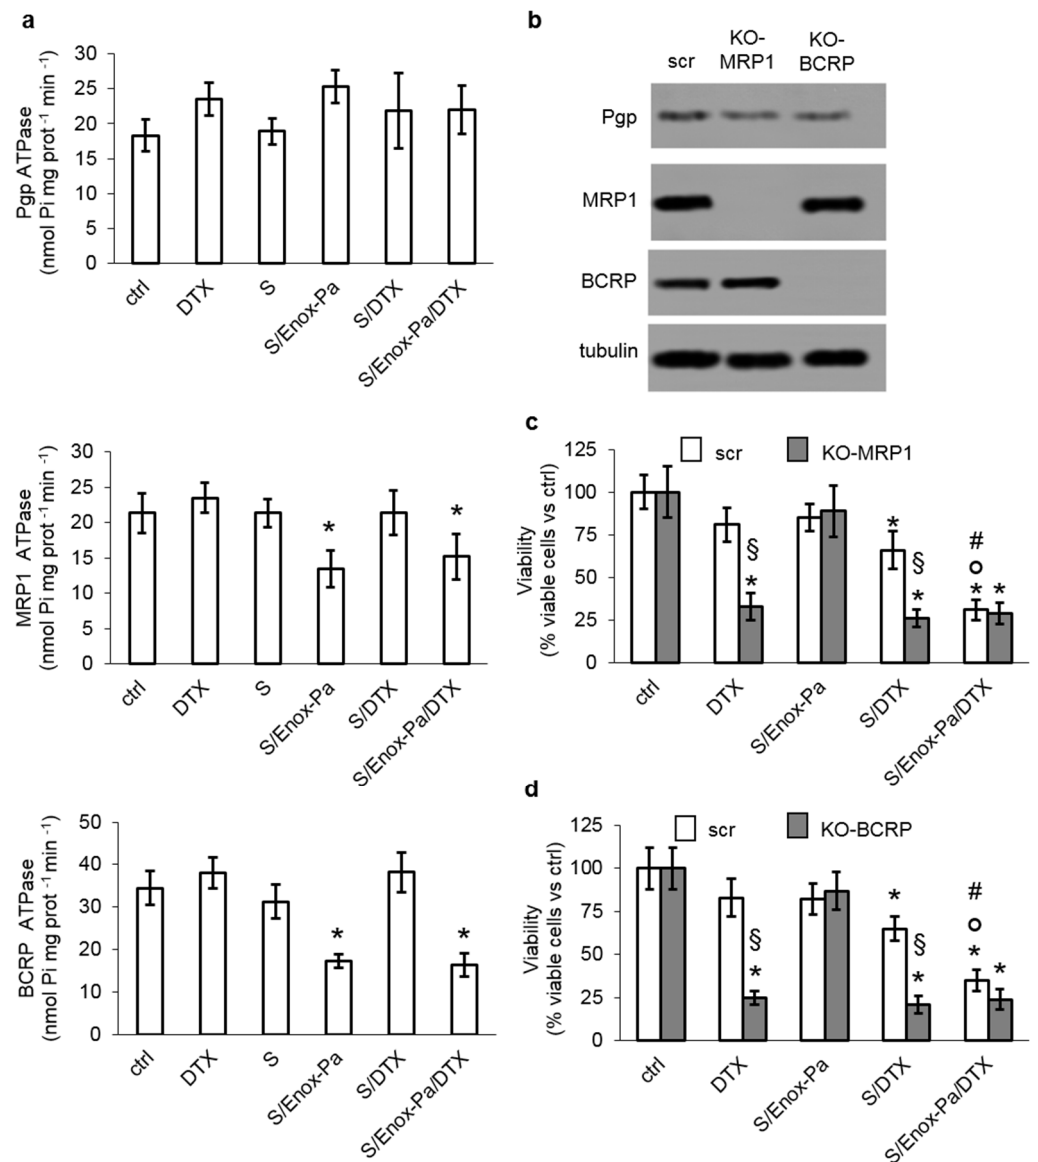 a
Pgp ATPase
(nmol Pi mg prot -1 min -1)
30
25
20
15
10
5
0
ctrl
DTX
S
S/Enox-Pa
S/DTX
S/Enox-Pa/DTX
MRP1 ATPase
(nmol Pi mg prot -1 min -1)
30
25
20
15
10
5
0
*
*
ctrl
DTX
S
S/Enox-Pa
S/DTX
S/Enox-Pa/DTX
BCRP ATPase
(nmol Pi mg prot -1 min -1)
50
40
30
20
10
0
*
*
ctrl
DTX
S
S/Enox-Pa
S/DTX
S/Enox-Pa/DTX
b
scr
KO-
MRP1
KO-
BCRP
Pgp
MRP1
BCRP
tubulin
c
Viability
(% viable cells vs ctrl)
125
100
75
50
25
0
scr
KO-MRP1
§
*
*
§
*
#
o
* *
ctrl
DTX
S/Enox-Pa
S/DTX
S/Enox-Pa/DTX
d
Viability
(% viable cells vs ctrl)
125
100
75
50
25
0
scr
KO-BCRP
§
*
*
§
*
#
o
*
*
ctrl
DTX
S/Enox-Pa
S/DTX
S/Enox-Pa/DTX